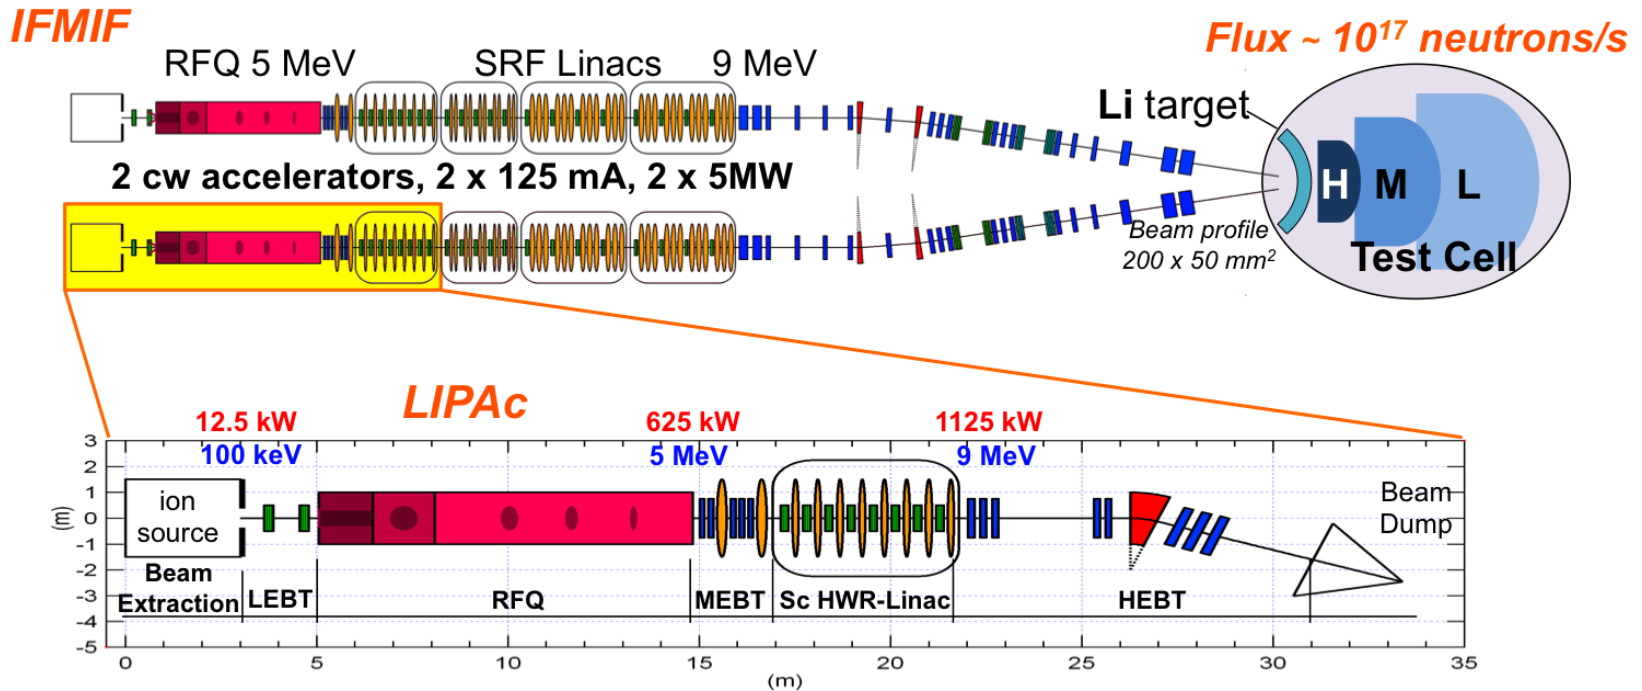 IFMIF
Flux ~ 10¹⁷ neutrons/s
RFQ 5 MeV
SRF Linacs
9 MeV
Li target
2 cw accelerators, 2 x 125 mA, 2 x 5MW
H
M
L
Beam profile
200 x 50 mm²
Test Cell
LIPAc
12.5 kW
625 kW
1125 kW
100 keV
5 MeV
9 MeV
3
2
1
0
-1
-2
-3
-4
-5
(m)
ion
source
Beam
Dump
Beam
Extraction
LEBT
RFQ
MEBT
Sc HWR-Linac
HEBT
0
5
10
15
20
25
30
35
(m)